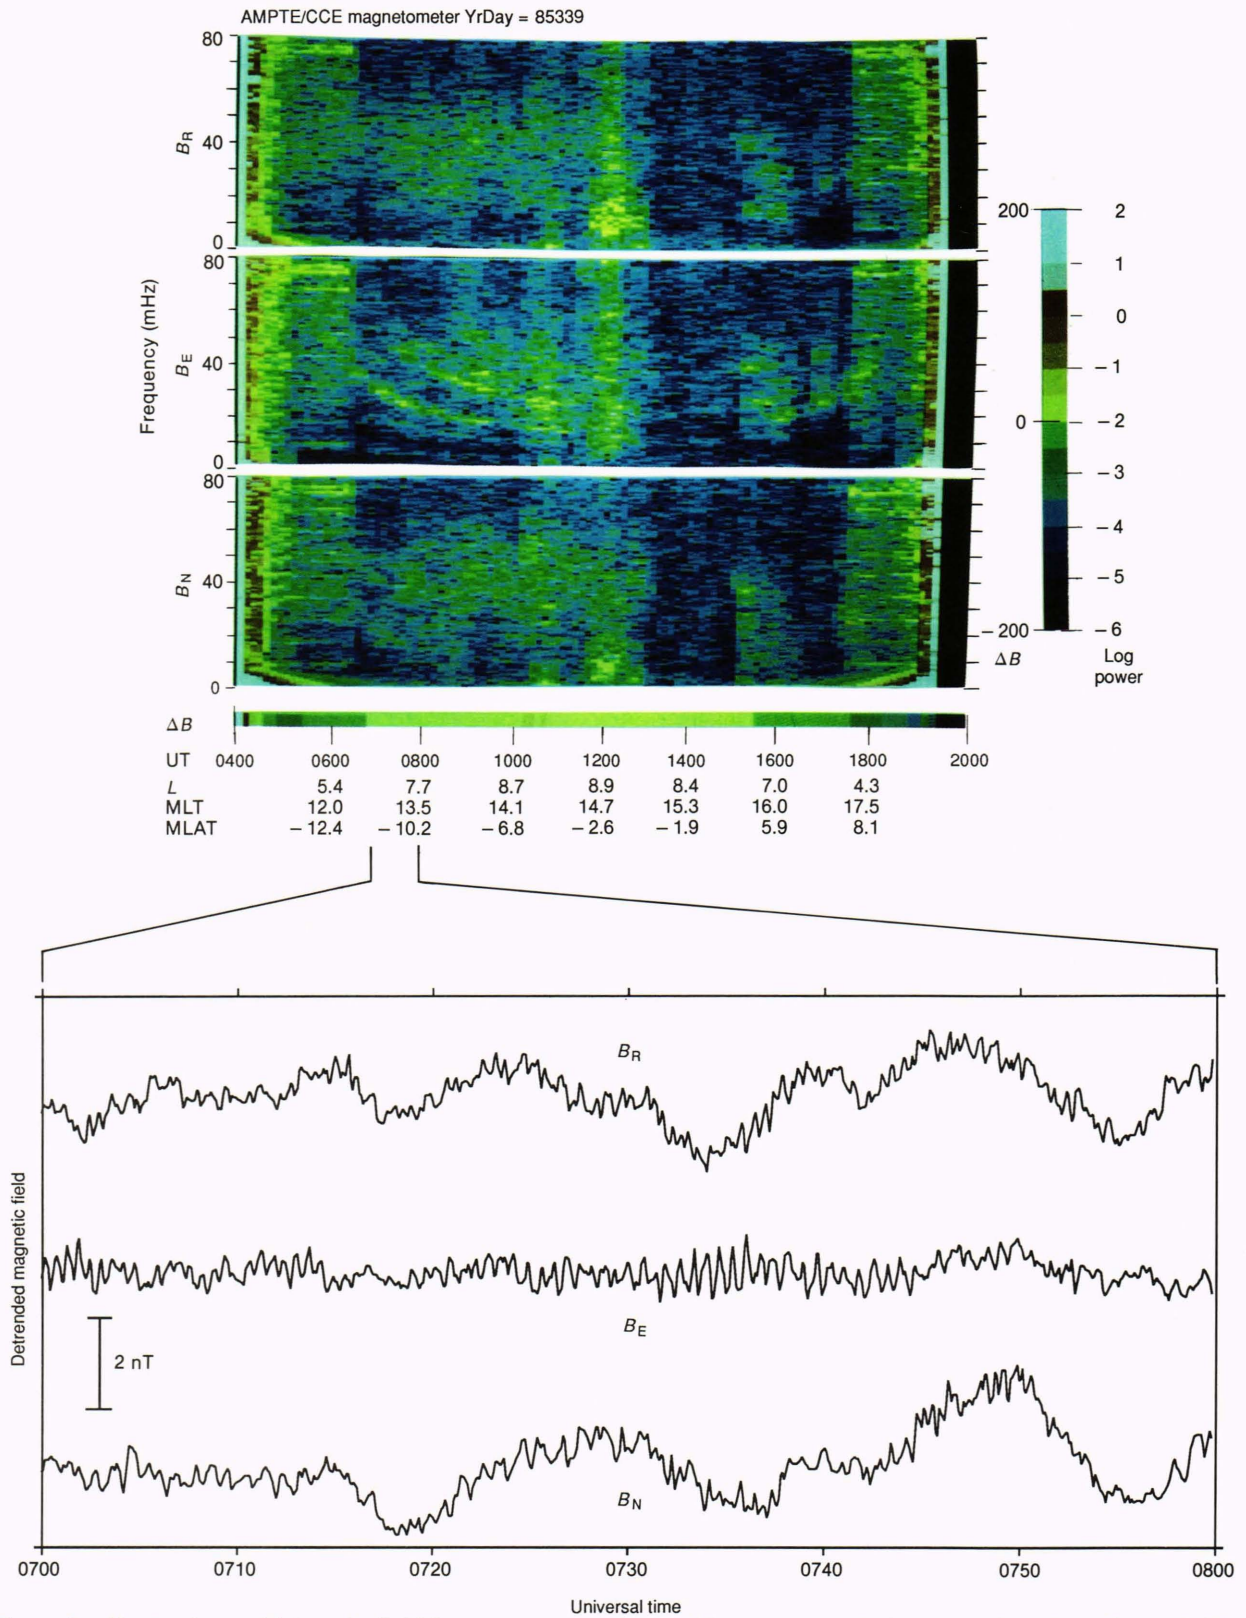 AMPTE/CCE magnetometer YrDay = 85339
80
B_R
40
0
80
Frequency (mHz)
B_E
40
0
80
B_N
40
0
200
0
−200
ΔB
2
1
0
−1
−2
−3
−4
−5
−6
Log
power
ΔB
UT 0400 0600 0800 1000 1200 1400 1600 1800 2000
L 5.4 7.7 8.7 8.9 8.4 7.0 4.3
MLT 12.0 13.5 14.1 14.7 15.3 16.0 17.5
MLAT −12.4 −10.2 −6.8 −2.6 −1.9 5.9 8.1
Detrended magnetic field
B_R
B_E
2 nT
B_N
0700 0710 0720 0730 0740 0750 0800
Universal time